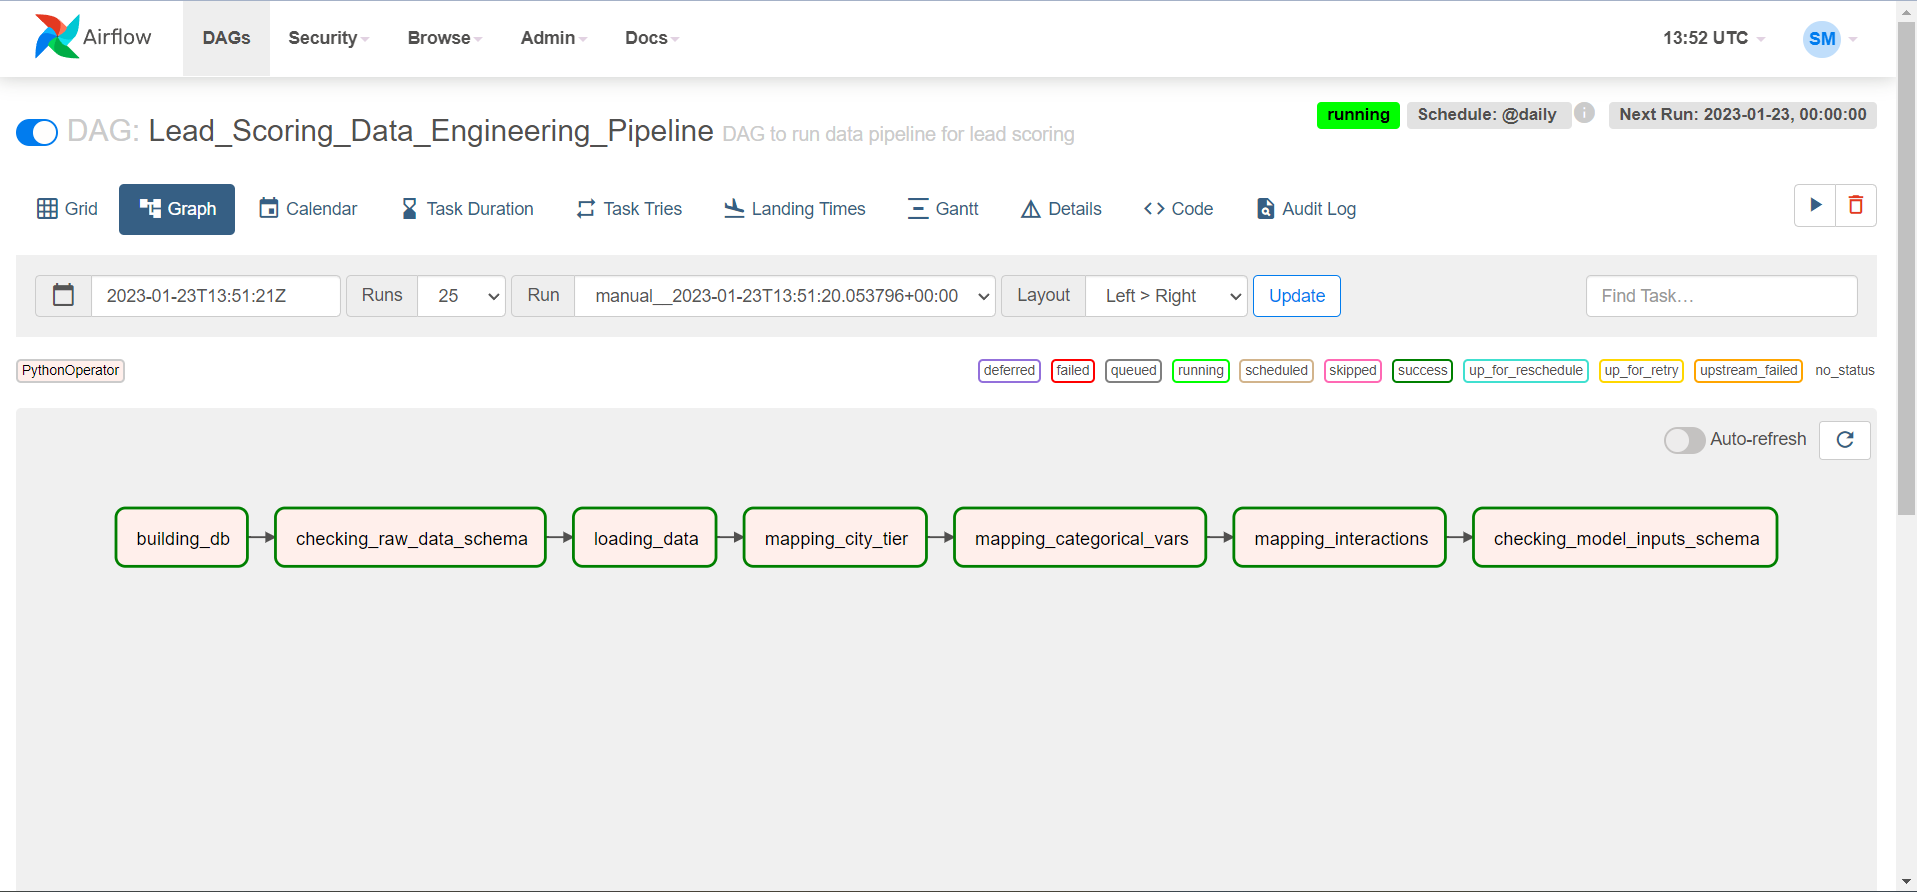 Airflow DAGs Security Browse Admin Docs 13:52 UTC SM
running Schedule: @daily Next Run: 2023-01-23, 00:00:00
DAG: Lead_Scoring_Data_Engineering_Pipeline DAG to run data pipeline for lead scoring
Grid Graph Calendar Task Duration Task Tries Landing Times Gantt Details Code Audit Log
2023-01-23T13:51:21Z Runs 25 Run manual__2023-01-23T13:51:20.053796+00:00 Layout Left > Right Update Find Task…
PythonOperator deferred failed queued running scheduled skipped success up_for_reschedule up_for_retry upstream_failed no_status
Auto-refresh
building_db checking_raw_data_schema loading_data mapping_city_tier mapping_categorical_vars mapping_interactions checking_model_inputs_schema